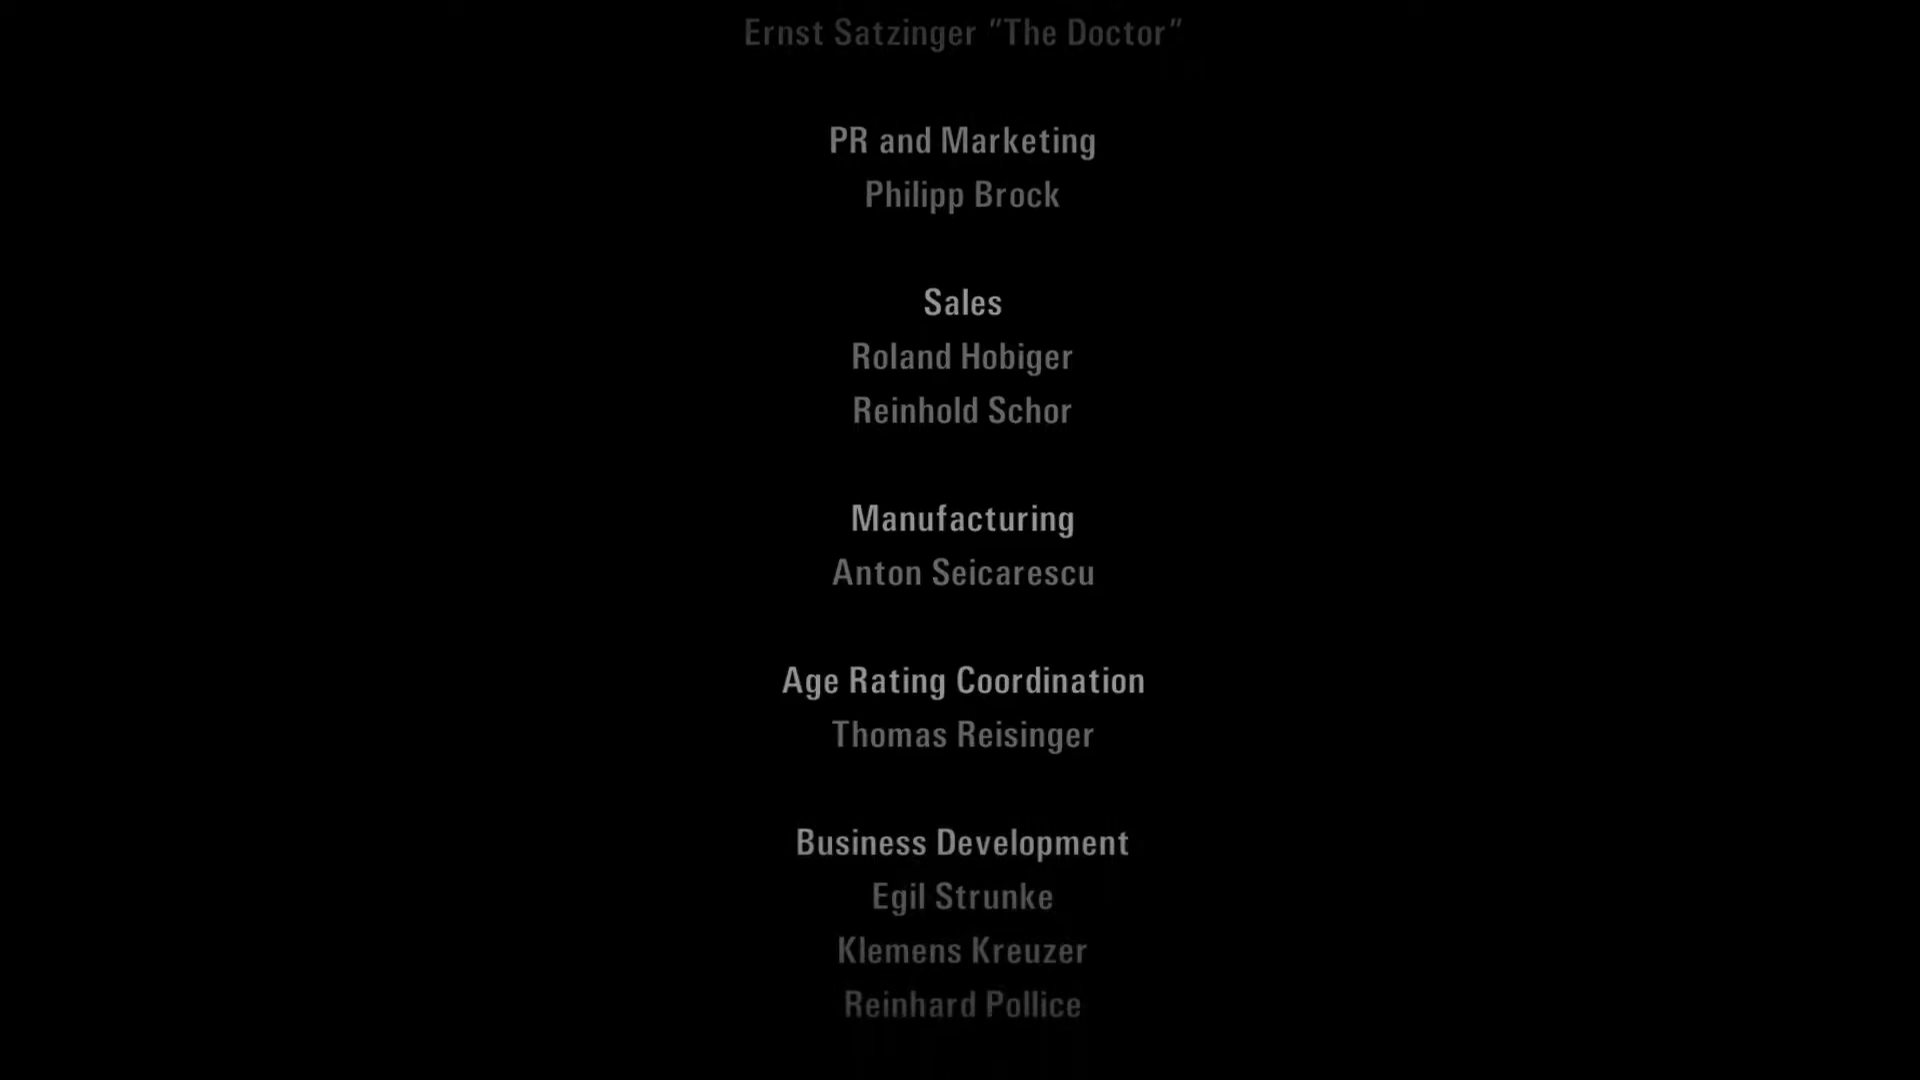 Ernst Satzinger "The Doctor"
PR and Marketing
Philipp Brock
Sales
Roland Hobiger
Reinhold Schor
Manufacturing
Anton Seicarescu
Age Rating Coordination
Thomas Reisinger
Business Development
Egil Strunke
Klemens Kreuzer
Reinhard Pollice